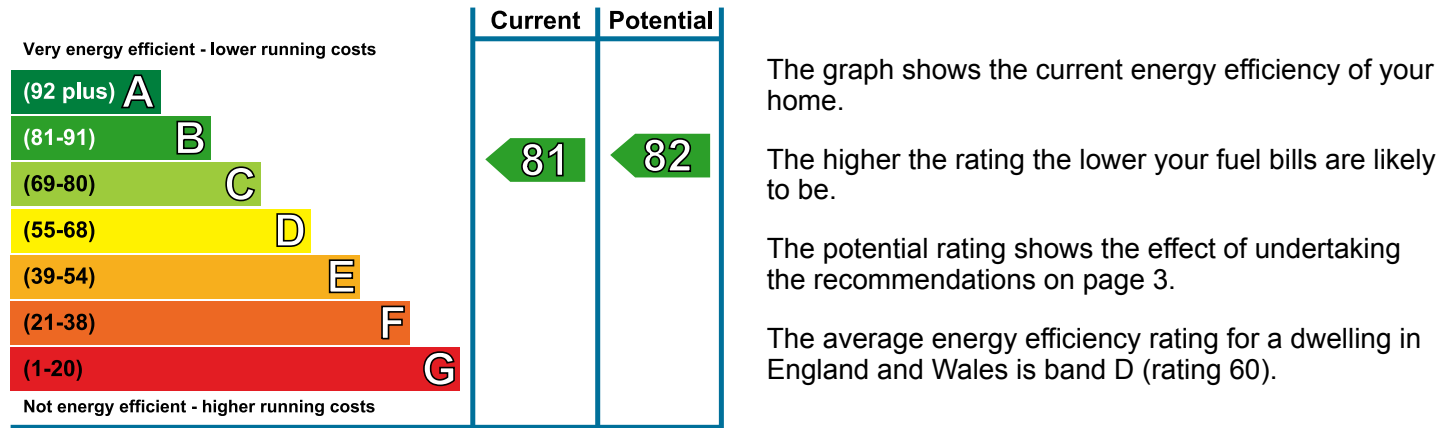 Current Potential
Very energy efficient - lower running costs
(92 plus) A
(81-91) B
(69-80) C
(55-68) D
(39-54) E
(21-38) F
(1-20) G
Not energy efficient - higher running costs
81 82
The graph shows the current energy efficiency of your
home.
The higher the rating the lower your fuel bills are likely
to be.
The potential rating shows the effect of undertaking
the recommendations on page 3.
The average energy efficiency rating for a dwelling in
England and Wales is band D (rating 60).